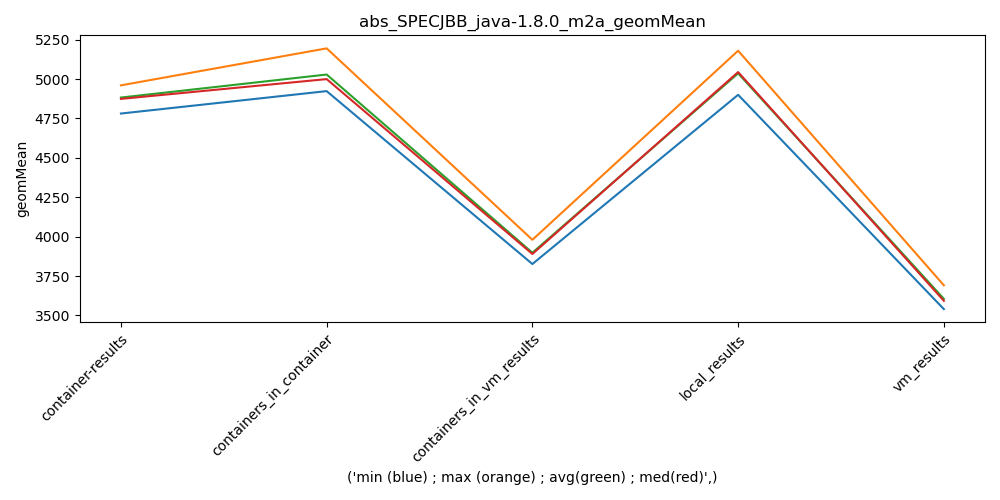 abs_SPECJBB_java-1.8.0_m2a_geomMean
geomMean
5250
5000
4750
4500
4250
4000
3750
3500
container-results
containers_in_container
containers_in_vm_results
local_results
vm_results
('min (blue) ; max (orange) ; avg(green) ; med(red)',)